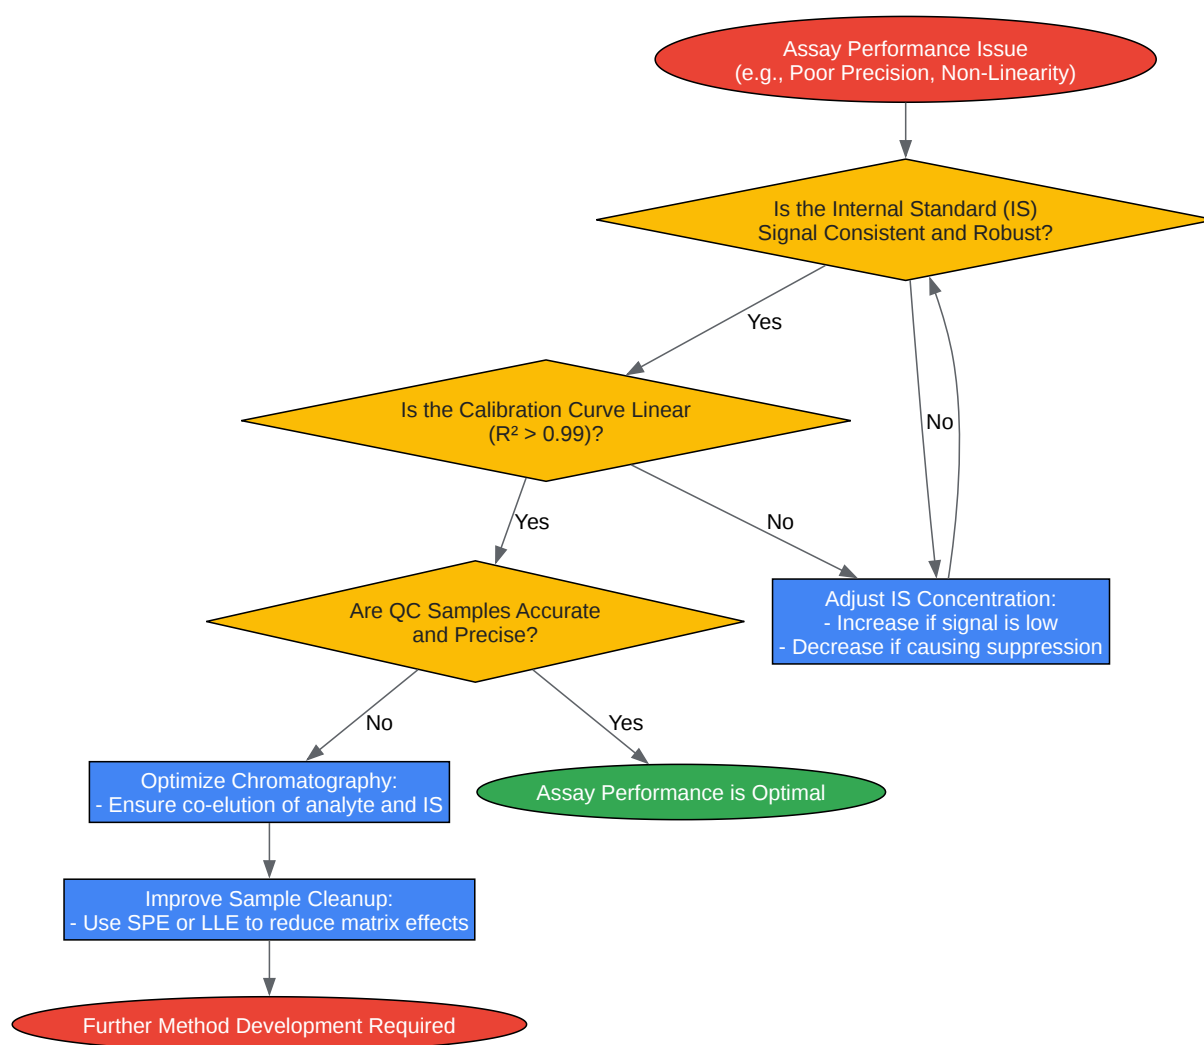 Assay Performance Issue
(e.g., Poor Precision, Non-Linearity)
Is the Internal Standard (IS)
Signal Consistent and Robust?
Yes
No
Is the Calibration Curve Linear
(R² > 0.99)?
Yes
No
Adjust IS Concentration:
- Increase if signal is low
- Decrease if causing suppression
Are QC Samples Accurate
and Precise?
No
Yes
Optimize Chromatography:
- Ensure co-elution of analyte and IS
Assay Performance is Optimal
Improve Sample Cleanup:
- Use SPE or LLE to reduce matrix effects
Further Method Development Required